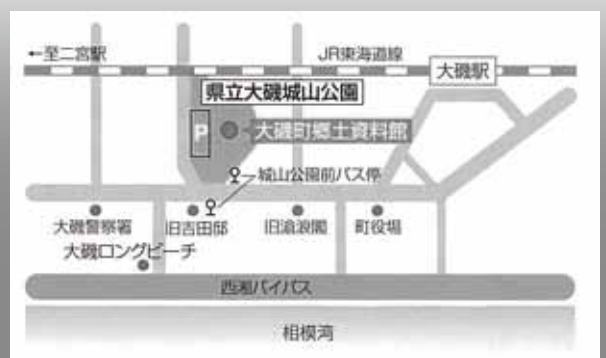 ←至二宮駅
JR東海道線
大磯駅
県立大磯城山公園
P
大磯町郷土資料館
城山公園前バス停
大磯警察署
旧吉田邸
旧滄浪閣
町役場
大磯ロングビーチ
西湘バイパス
相模湾